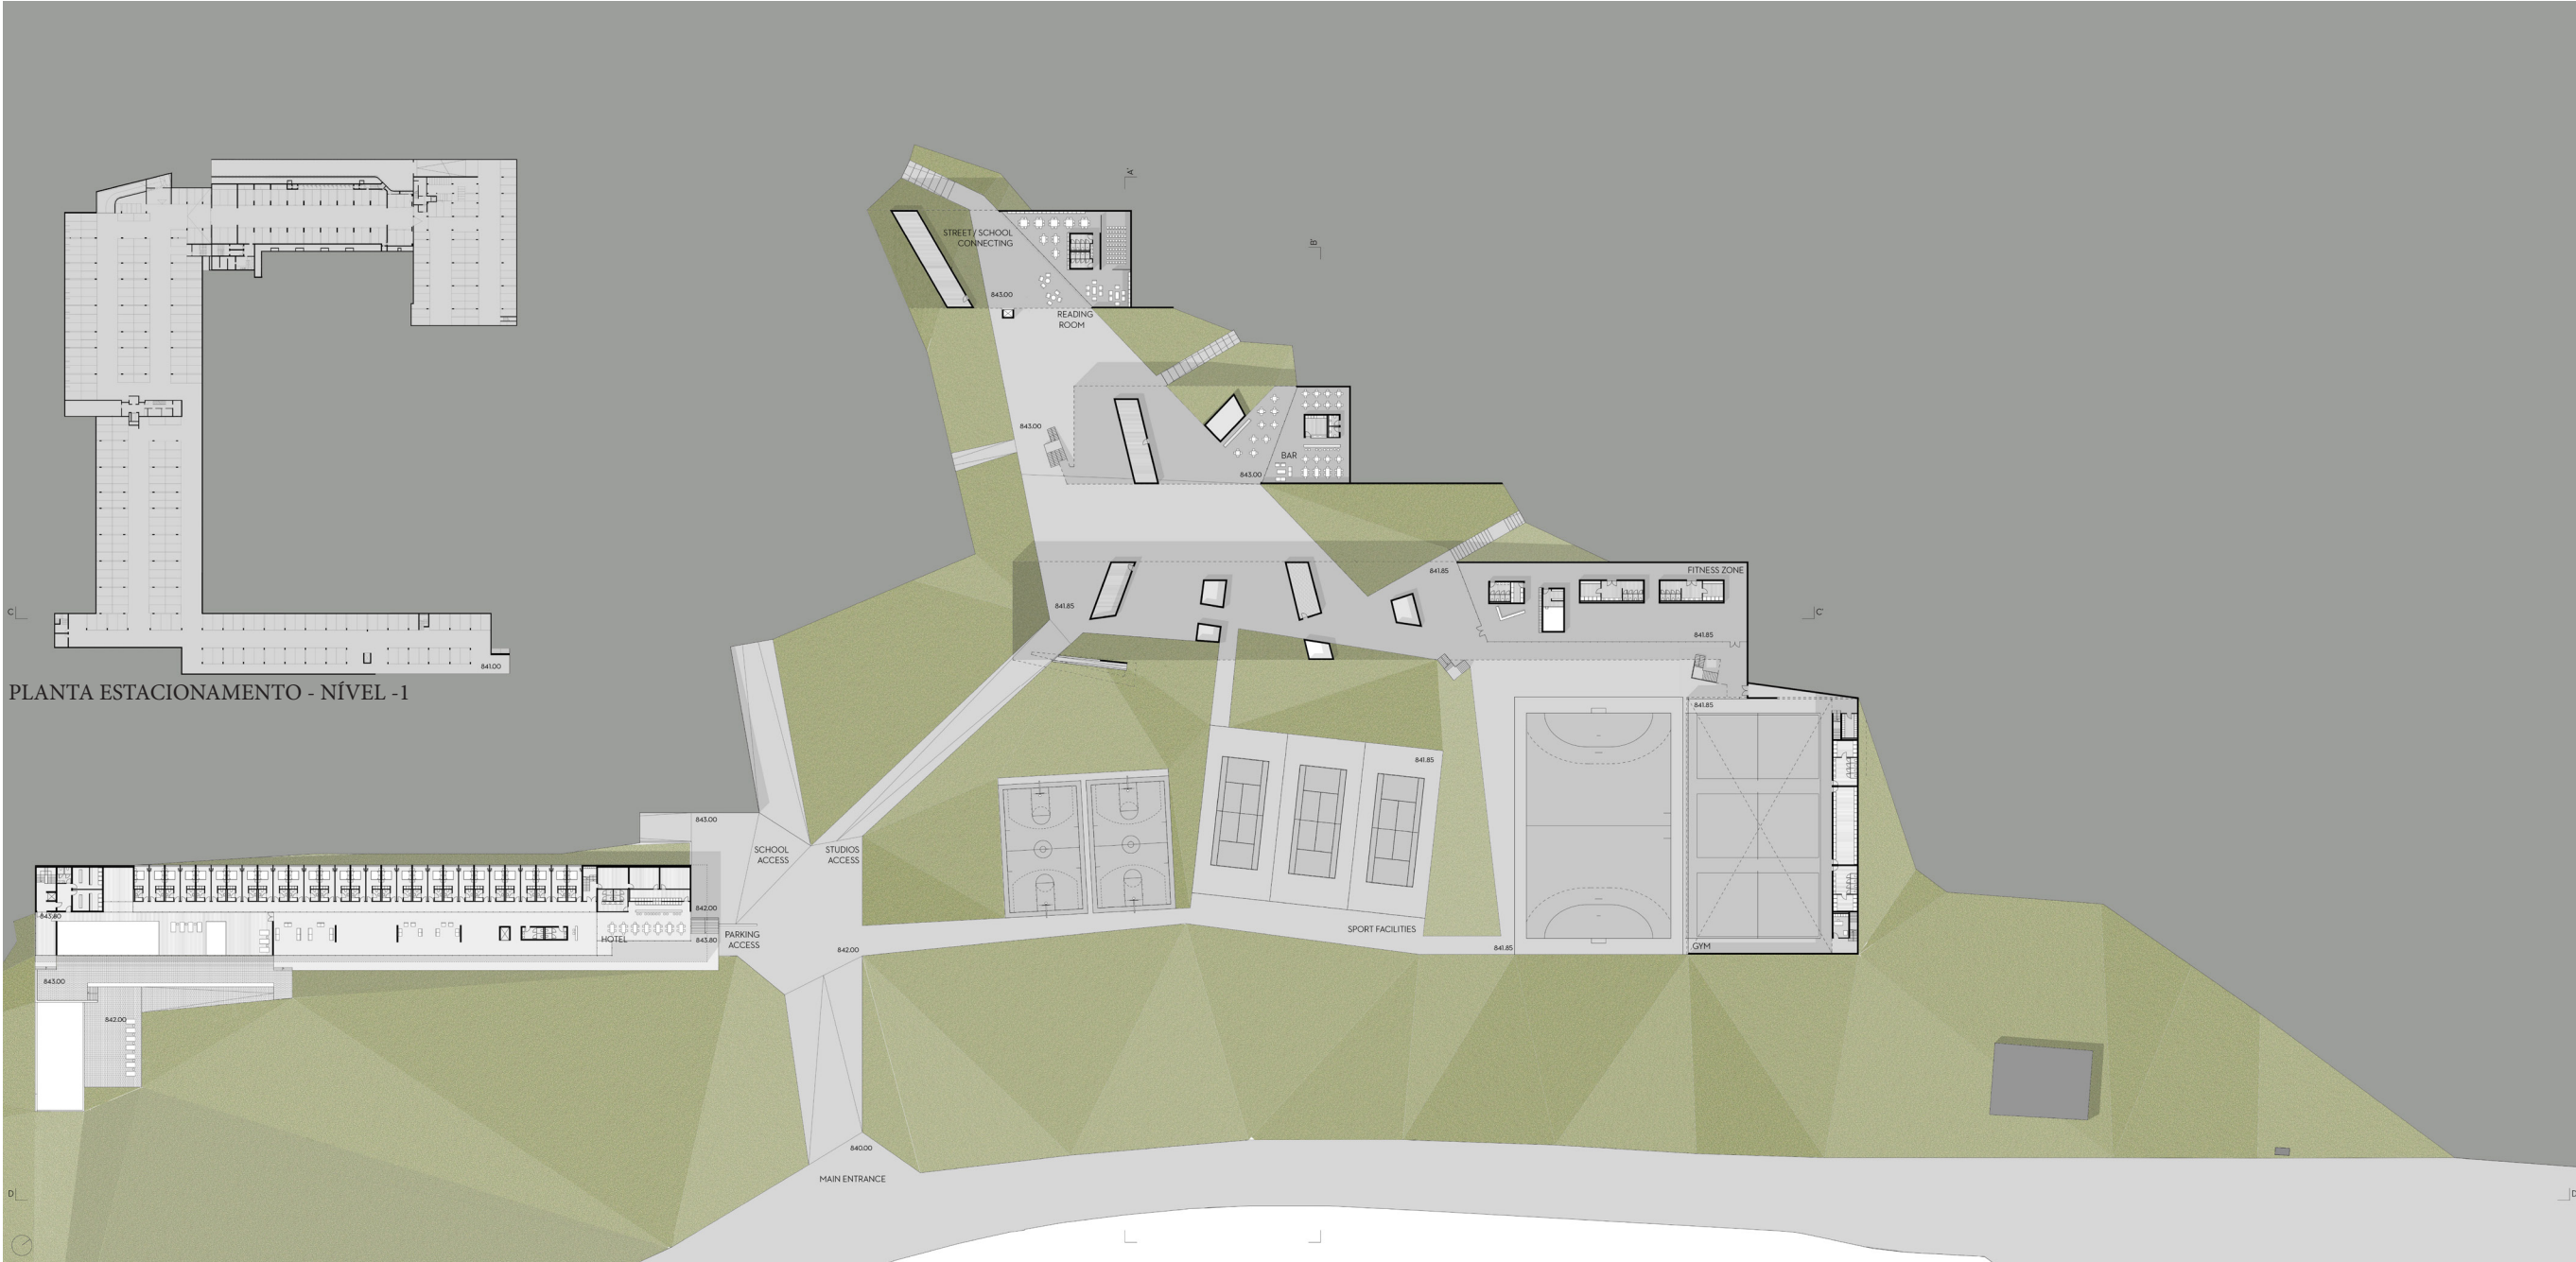 A'
B'
STREET / SCHOOL
CONNECTING
843.00
READING
ROOM
843.00
BAR
843.00
C
841.85
FITNESS ZONE
841.85
C'
841.85
841.00
PLANTA ESTACIONAMENTO - NÍVEL -1
841.85
841.85
843.00
SCHOOL
ACCESS
STUDIOS
ACCESS
842.00
843.80
PARKING
ACCESS
HOTEL
843.80
842.00
SPORT FACILITIES
841.85
GYM
843.00
842.00
840.00
MAIN ENTRANCE
D
D